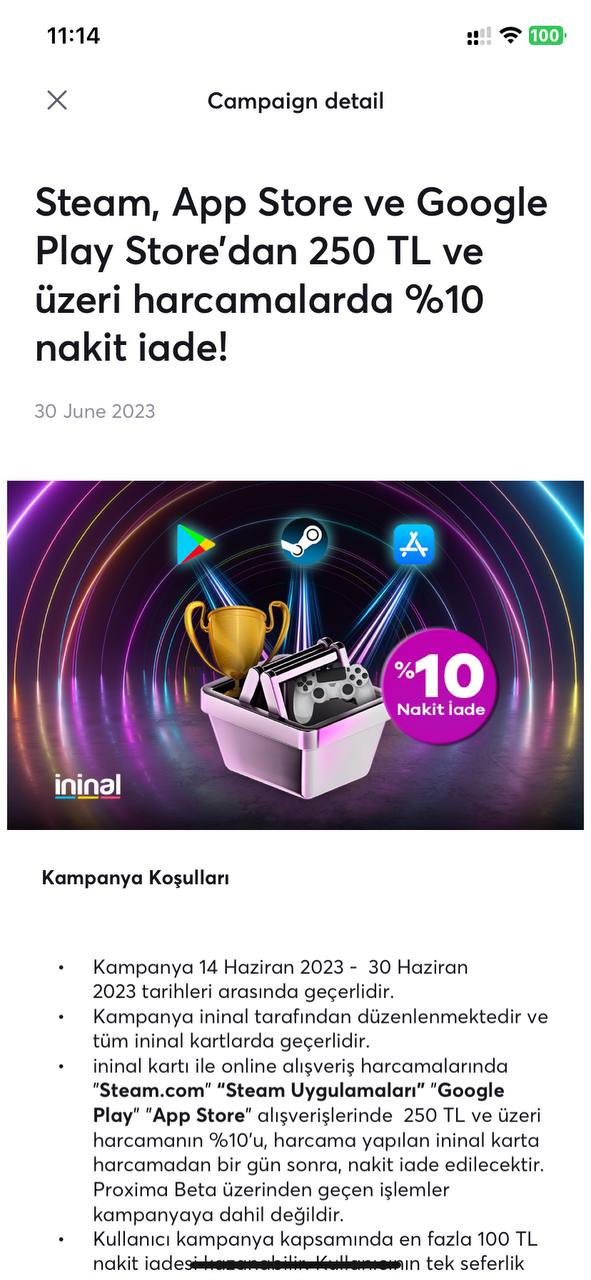 11:14
100
Campaign detail
Steam, App Store ve Google
Play Store’dan 250 TL ve
üzeri harcamalarda %10
nakit iade!
30 June 2023
%10
Nakit İade
ininal
Kampanya Koşulları
• Kampanya 14 Haziran 2023 - 30 Haziran
2023 tarihleri arasında geçerlidir.
• Kampanya ininal tarafından düzenlenmektedir ve
tüm ininal kartlarda geçerlidir.
• ininal kartı ile online alışveriş harcamalarında
"Steam.com" “Steam Uygulamaları” "Google
Play" "App Store" alışverişlerinde 250 TL ve üzeri
harcamanın %10’u, harcama yapılan ininal karta
harcamadan bir gün sonra, nakit iade edilecektir.
Proxima Beta üzerinden geçen işlemler
kampanyaya dahil değildir.
• Kullanıcı kampanya kapsamında en fazla 100 TL
nakit iadesi kazanabilir. Kullanıcının tek seferlik